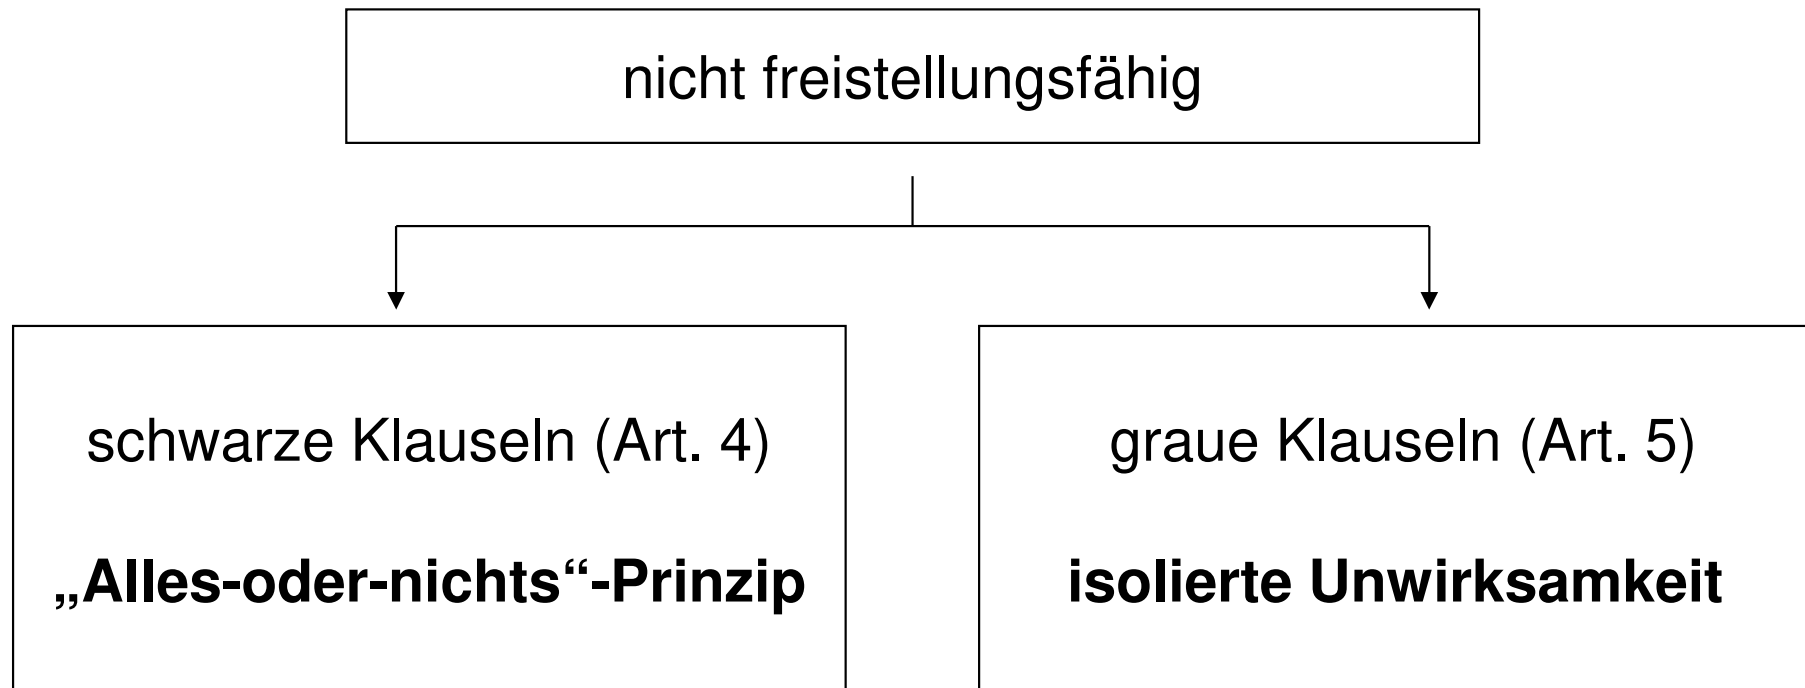 nicht freistellungsfähig
schwarze Klauseln (Art. 4)
„Alles-oder-nichts“-Prinzip
graue Klauseln (Art. 5)
isolierte Unwirksamkeit